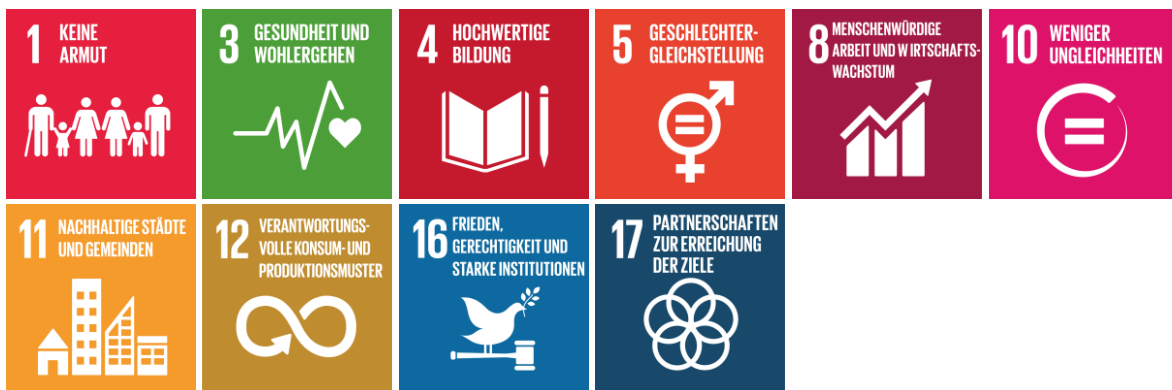 1 KEINE
ARMUT
3 GESUNDHEIT UND
WOHLERGEHEN
4 HOCHWERTIGE
BILDUNG
5 GESCHLECHTER-
GLEICHSTELLUNG
8 MENSCHENWÜRDIGE
ARBEIT UND W IRTSCHAFTS-
WACHSTUM
10 WENIGER
UNGLEICHHEITEN
11 NACHHALTIGE STÄDTE
UND GEMEINDEN
12 VERANTWORTUNGS-
VOLLE KONSUM- UND
PRODUKTIONSMUSTER
16 FRIEDEN,
GERECHTIGKEIT UND
STARKE INSTITUTIONEN
17 PARTNERSCHAFTEN
ZUR ERREICHUNG
DER ZIELE